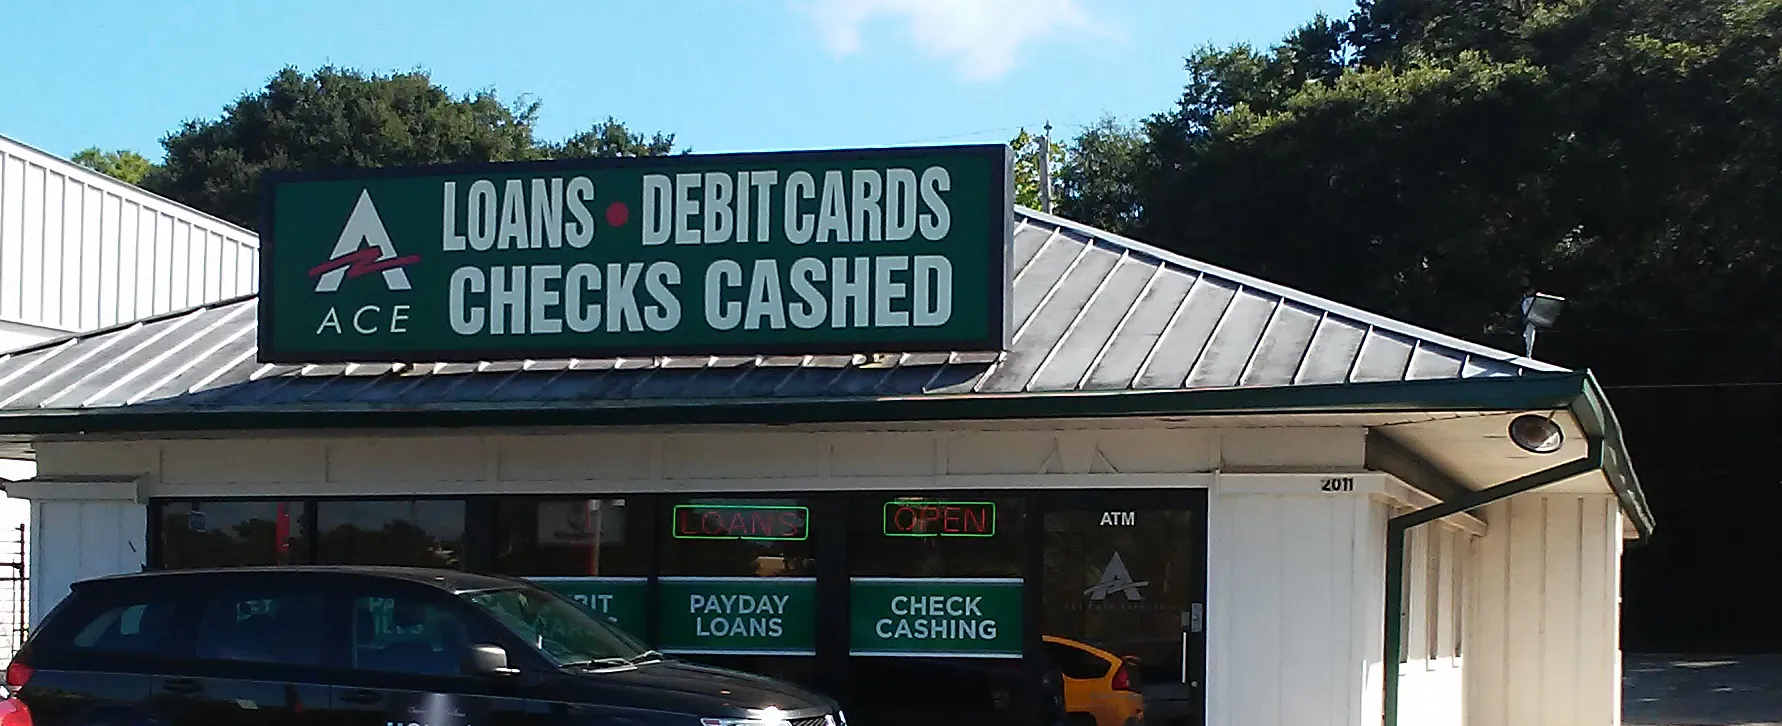 LOANS • DEBIT CARDS
CHECKS CASHED
ACE
2011
LOANS
OPEN
ATM
PAYDAY
LOANS
CHECK
CASHING